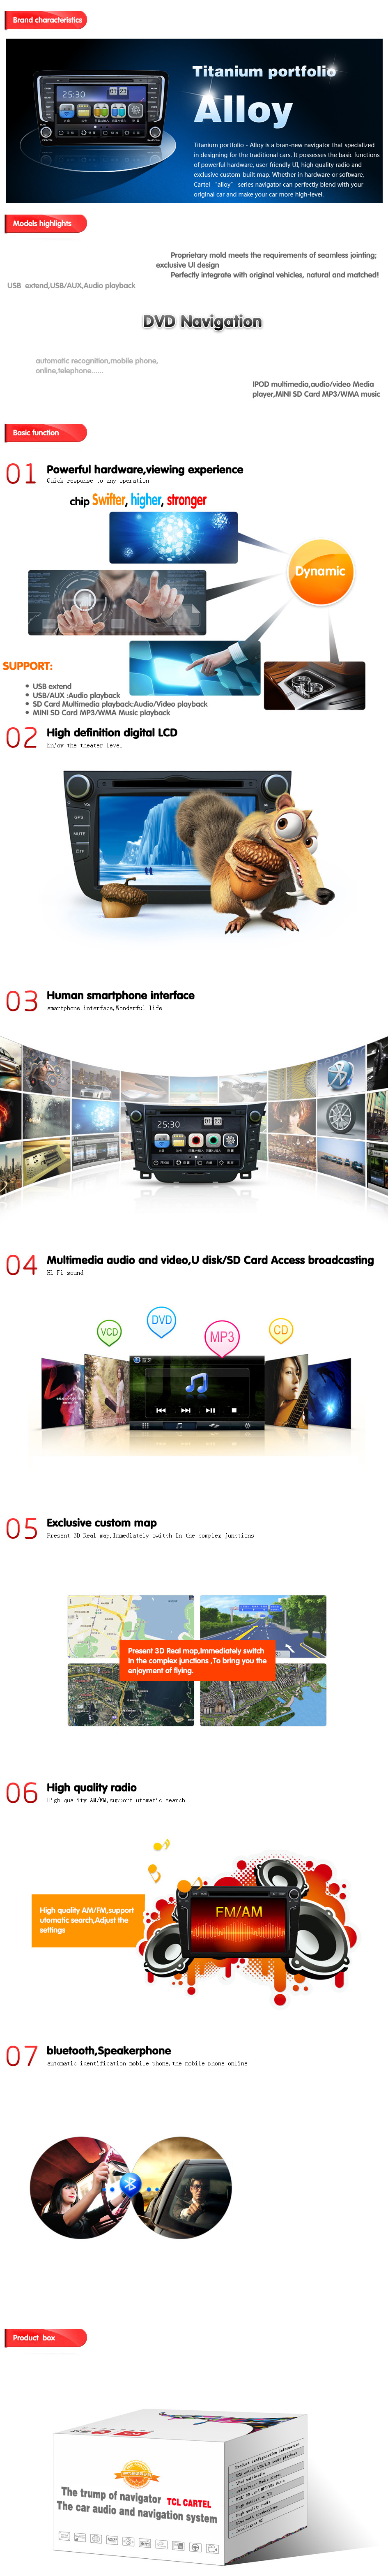 Brand characteristics
Titanium portfolio
Alloy
Titanium portfolio - Alloy is a bran-new navigator that specialized
in designing for the traditional cars. It possesses the basic functions
of powerful hardware, user-friendly UI, high quality radio and
exclusive custom-built map. Whether in hardware or software,
Cartel “alloy” series navigator can perfectly blend with your
original car and make your car more high-level.
25:30
Models highlights
Proprietary mold meets the requirements of seamless jointing;
exclusive UI design
Perfectly integrate with original vehicles, natural and matched!
USB extend,USB/AUX,Audio playback
DVD Navigation
automatic recognition,mobile phone,
online,telephone......
IPOD multimedia,audio/video Media
player,MINI SD Card MP3/WMA music
Basic function
01 Powerful hardware,viewing experience
Quick response to any operation
chip Swifter, higher, stronger
Dynamic
SUPPORT:
USB extend
USB/AUX :Audio playback
SD Card Multimedia playback:Audio/Video playback
MINI SD Card MP3/WMA Music playback
02 High definition digital LCD
Enjoy the theater level
VOL
GPS
MUTE
OFF
03 Human smartphone interface
smartphone interface,Wonderful life
25:30
04 Multimedia audio and video,U disk/SD Card Access broadcasting
Hi Fi sound
VCD
DVD
MP3
CD
05 Exclusive custom map
Present 3D Real map,Immediately switch In the complex junctions
Present 3D Real map,Immediately switch
In the complex junctions ,To bring you the
enjoyment of flying.
06 High quality radio
High quality AM/FM,support utomatic search
High quality AM/FM,support
utomatic search,Adjust the
settings
FM/AM
07 bluetooth,Speakerphone
automatic identification mobile phone,the mobile phone online
Product box
The trump of navigator TCL CARTEL
The car audio and navigation system
Product configuration information